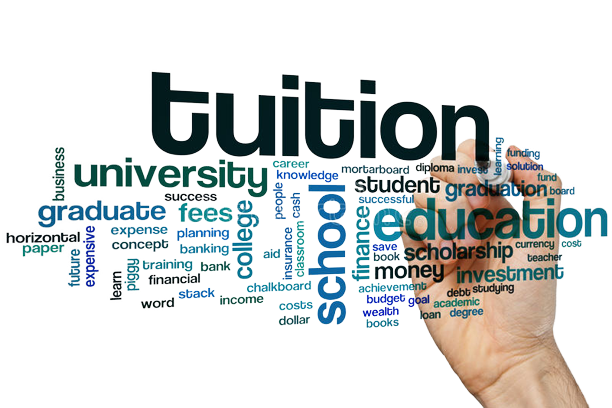 tuition
business
university
career
knowledge
mortarboard
diploma
invest
learning
funding
solution
fund
board
success
people
cash
student
graduation
successful
graduate
fees
college
school
education
horizontal
paper
future
expensive
expense
concept
planning
banking
aid
insurance
classroom
finance
save
book
scholarship
currency
cost
teacher
learn
piggy
training
bank
financial
money
investment
chalkboard
achievement
word
stack
income
costs
dollar
budget
goal
wealth
books
debt
studying
academic
loan
degree